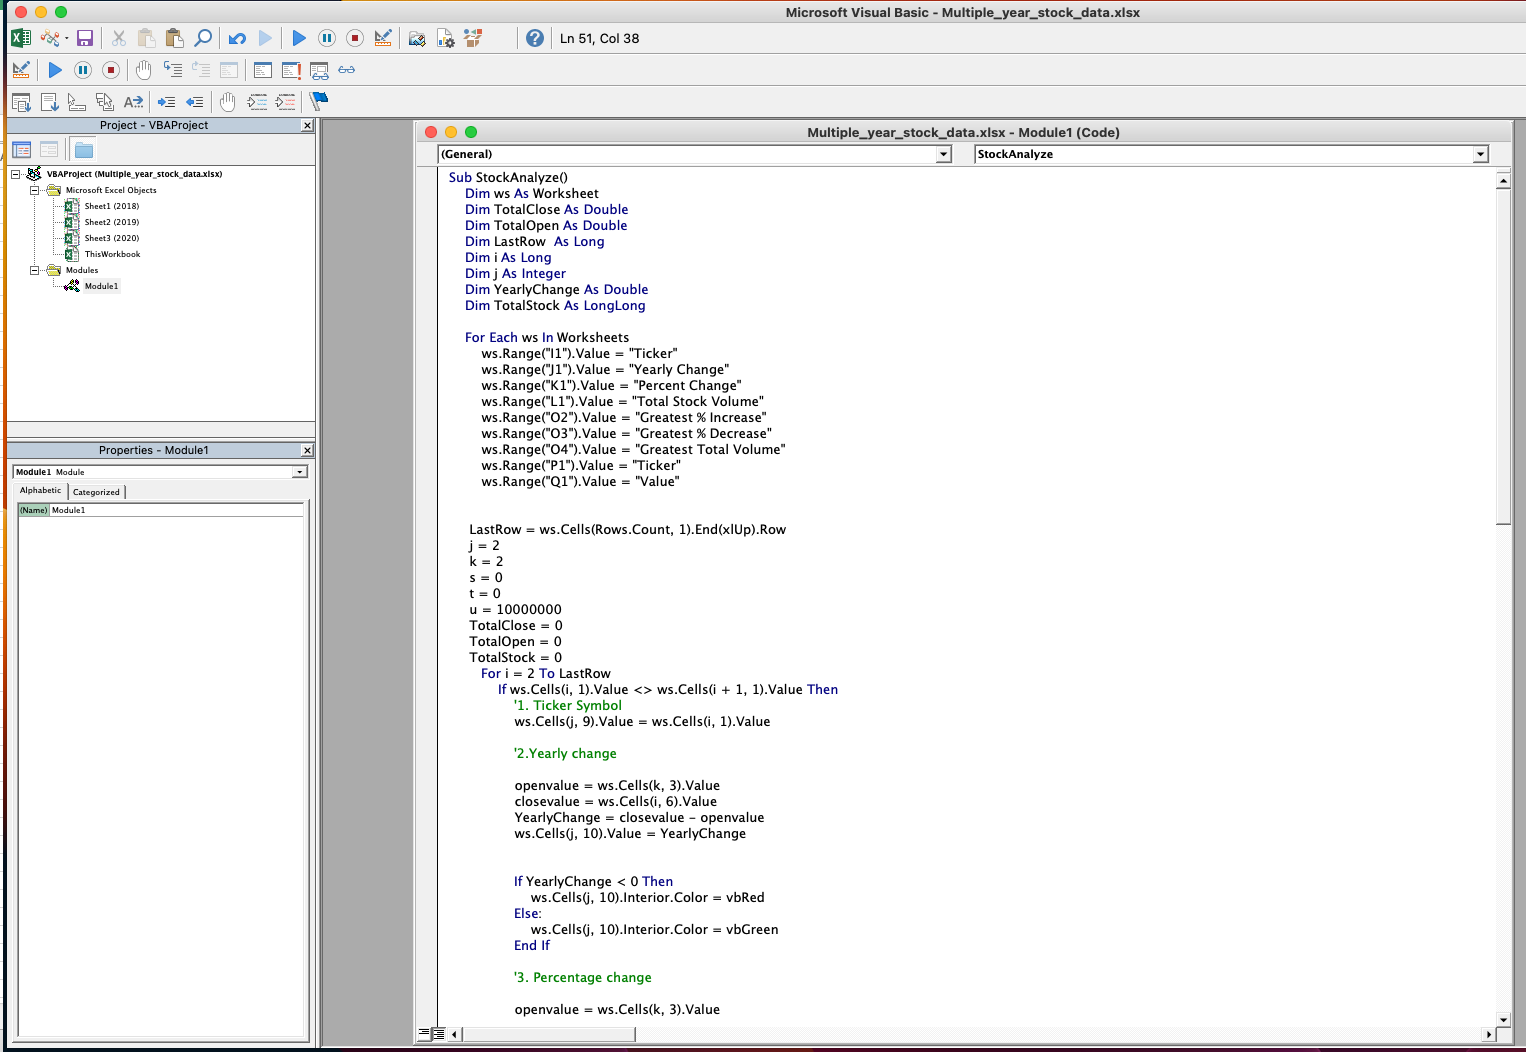 Microsoft Visual Basic - Multiple_year_stock_data.xlsx
Ln 51, Col 38
Project - VBAProject
VBAProject (Multiple_year_stock_data.xlsx)
Microsoft Excel Objects
Sheet1 (2018)
Sheet2 (2019)
Sheet3 (2020)
ThisWorkbook
Modules
Module1
Properties - Module1
Module1 Module
Alphabetic Categorized
(Name) Module1
Multiple_year_stock_data.xlsx - Module1 (Code)
(General) StockAnalyze
Sub StockAnalyze()
Dim ws As Worksheet
Dim TotalClose As Double
Dim TotalOpen As Double
Dim LastRow  As Long
Dim i As Long
Dim j As Integer
Dim YearlyChange As Double
Dim TotalStock As LongLong
For Each ws In Worksheets
ws.Range("I1").Value = "Ticker"
ws.Range("J1").Value = "Yearly Change"
ws.Range("K1").Value = "Percent Change"
ws.Range("L1").Value = "Total Stock Volume"
ws.Range("O2").Value = "Greatest % Increase"
ws.Range("O3").Value = "Greatest % Decrease"
ws.Range("O4").Value = "Greatest Total Volume"
ws.Range("P1").Value = "Ticker"
ws.Range("Q1").Value = "Value"
LastRow = ws.Cells(Rows.Count, 1).End(xlUp).Row
j = 2
k = 2
s = 0
t = 0
u = 10000000
TotalClose = 0
TotalOpen = 0
TotalStock = 0
For i = 2 To LastRow
If ws.Cells(i, 1).Value <> ws.Cells(i + 1, 1).Value Then
'1. Ticker Symbol
ws.Cells(j, 9).Value = ws.Cells(i, 1).Value
'2.Yearly change
openvalue = ws.Cells(k, 3).Value
closevalue = ws.Cells(i, 6).Value
YearlyChange = closevalue - openvalue
ws.Cells(j, 10).Value = YearlyChange
If YearlyChange < 0 Then
ws.Cells(j, 10).Interior.Color = vbRed
Else:
ws.Cells(j, 10).Interior.Color = vbGreen
End If
'3. Percentage change
openvalue = ws.Cells(k, 3).Value